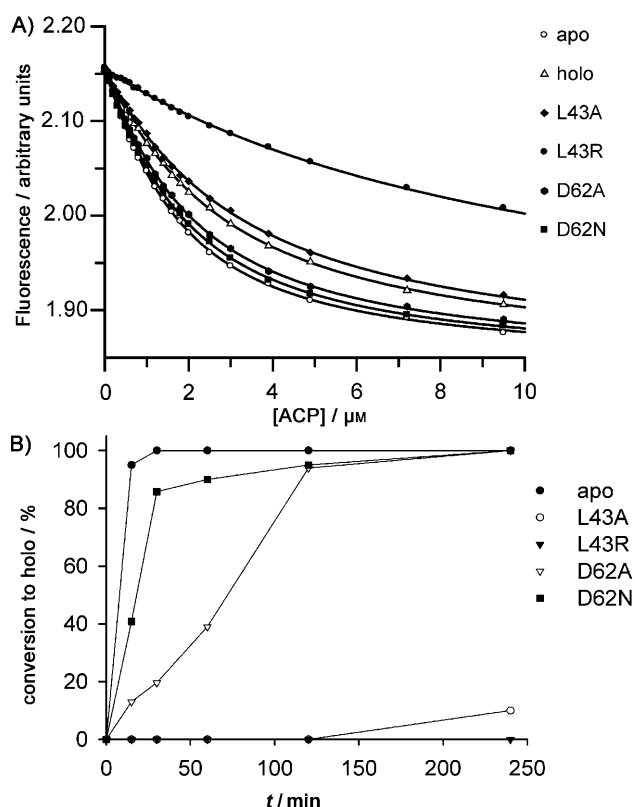 A)
2.20
2.10
2.00
1.90
Fluorescence / arbitrary units
0 2 4 6 8 10
[ACP] / μM
apo
holo
L43A
L43R
D62A
D62N
B)
100
80
60
40
20
0
conversion to holo / %
0 50 100 150 200 250
t / min
apo
L43A
L43R
D62A
D62N